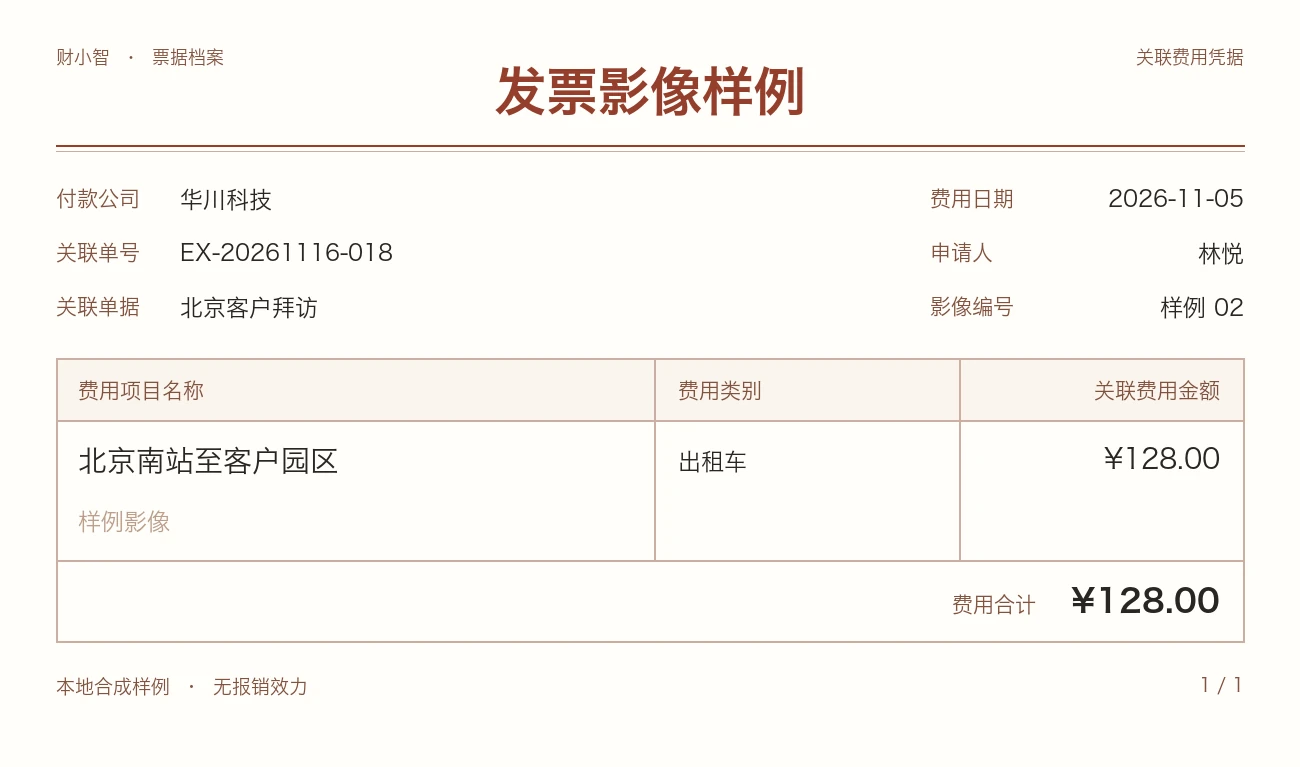 财小智 · 票据档案
关联费用凭据
发票影像样例
付款公司 华川科技
费用日期 2026-11-05
关联单号 EX-20261116-018
申请人 林悦
关联单据 北京客户拜访
影像编号 样例 02
费用项目名称 费用类别 关联费用金额
北京南站至客户园区 出租车 ¥128.00
样例影像
费用合计 ¥128.00
本地合成样例 · 无报销效力
1 / 1